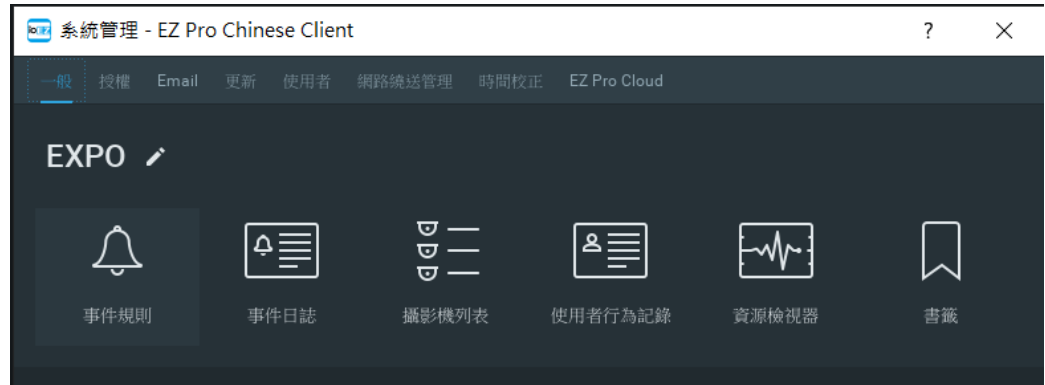 系統管理 - EZ Pro Chinese Client
一般 授權 Email 更新 使用者 網路繞送管理 時間校正 EZ Pro Cloud
EXPO
事件規則 事件日誌 攝影機列表 使用者行為記錄 資源檢視器 書籤